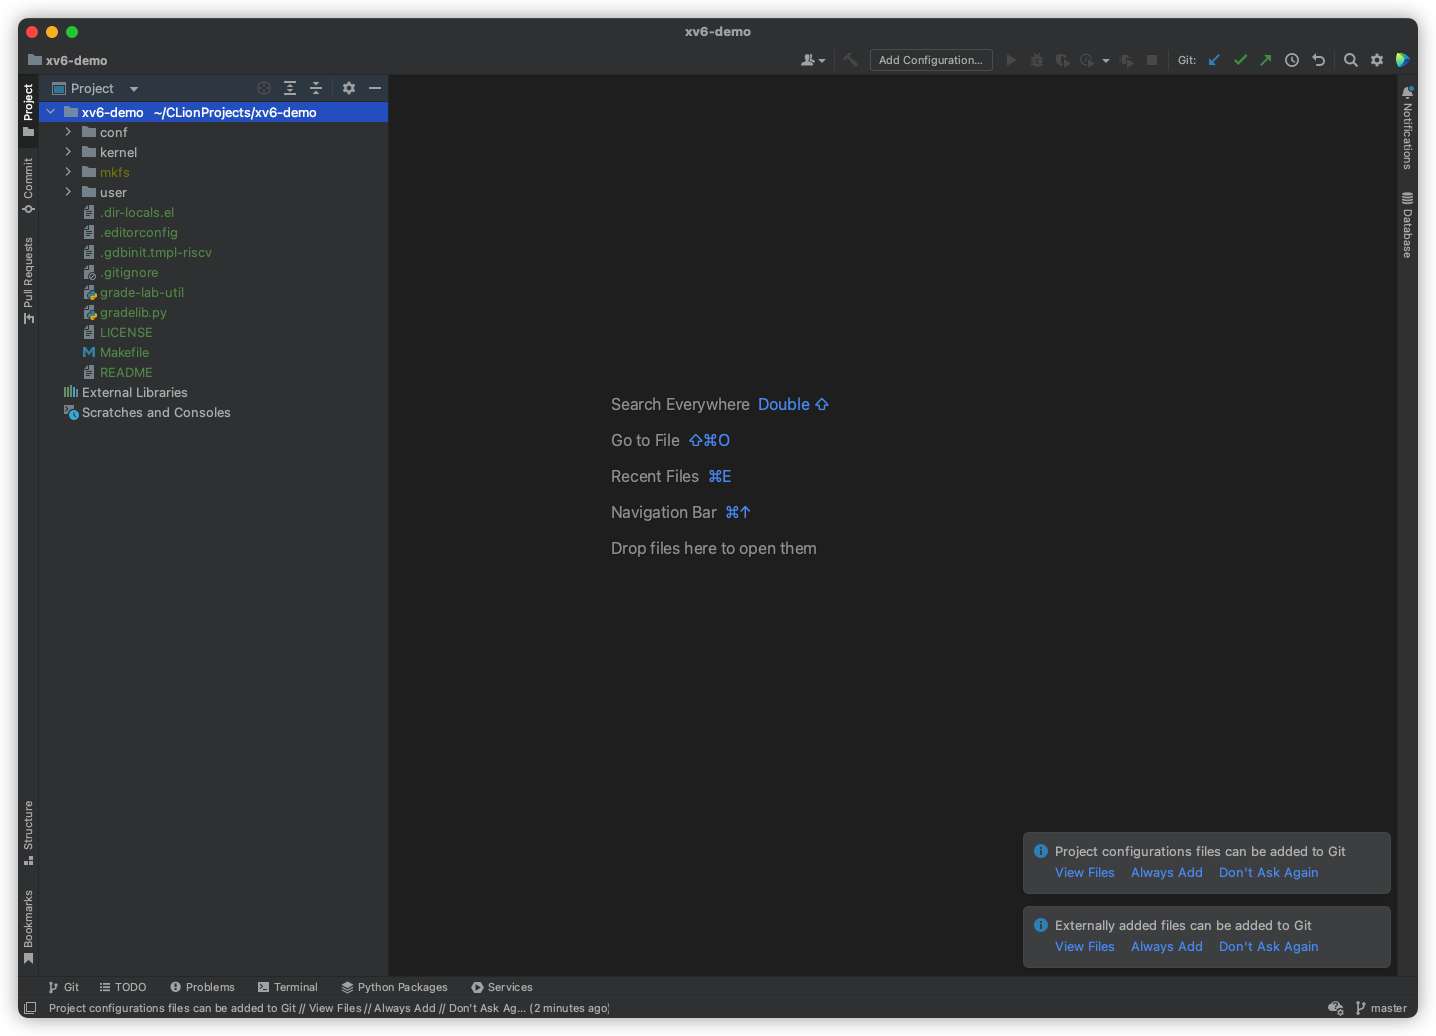 xv6-demo
xv6-demo
Add Configuration...
Git:
Project
xv6-demo ~/CLionProjects/xv6-demo
conf
kernel
mkfs
user
.dir-locals.el
.editorconfig
.gdbinit.tmpl-riscv
.gitignore
grade-lab-util
gradelib.py
LICENSE
Makefile
README
External Libraries
Scratches and Consoles
Project
Commit
Pull Requests
Structure
Bookmarks
Search Everywhere Double ⇧
Go to File ⇧⌘O
Recent Files ⌘E
Navigation Bar ⌘↑
Drop files here to open them
Notifications
Database
Project configurations files can be added to Git
View Files Always Add Don't Ask Again
Externally added files can be added to Git
View Files Always Add Don't Ask Again
Git TODO Problems Terminal Python Packages Services
Project configurations files can be added to Git // View Files // Always Add // Don't Ask Ag... (2 minutes ago)
master